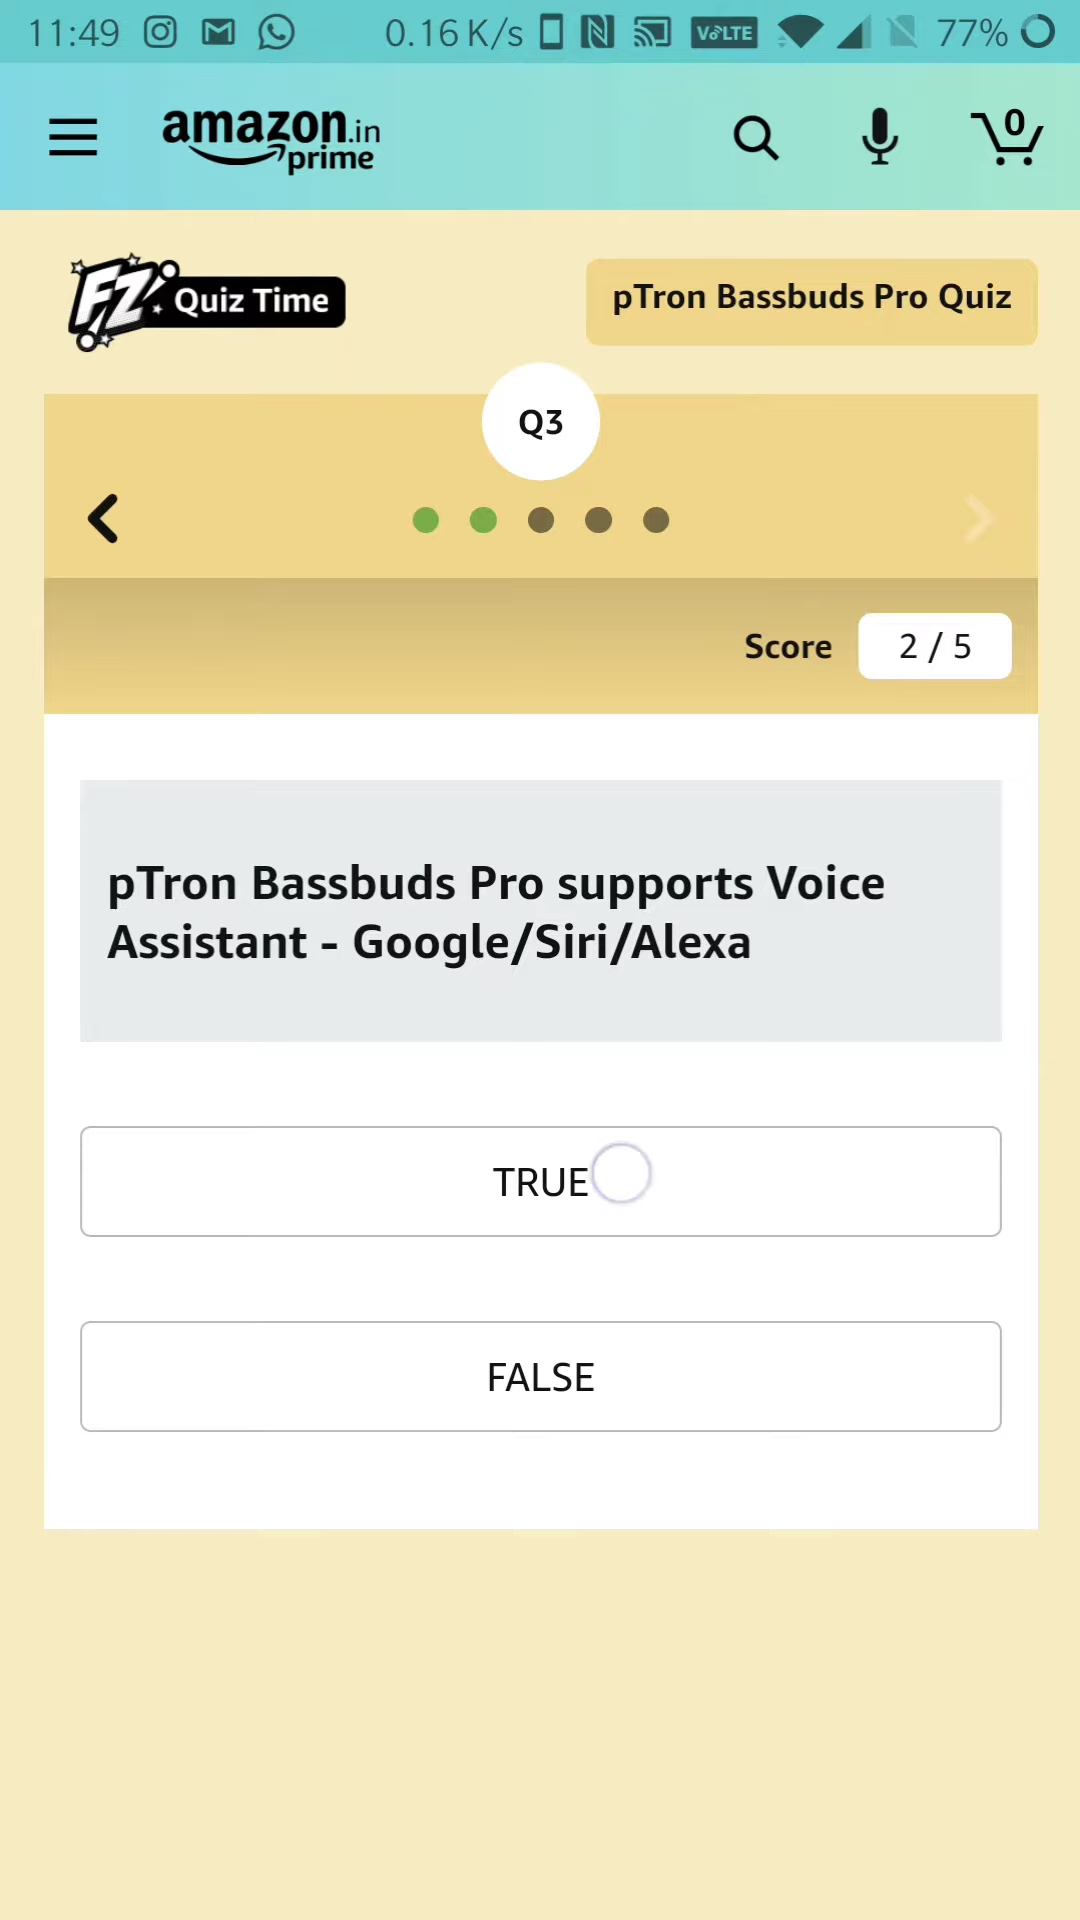 11:49 0.16 K/s VoLTE 77%
amazon.in
prime
0
FZ Quiz Time
pTron Bassbuds Pro Quiz
Q3
Score 2 / 5
pTron Bassbuds Pro supports Voice
Assistant - Google/Siri/Alexa
TRUE
FALSE